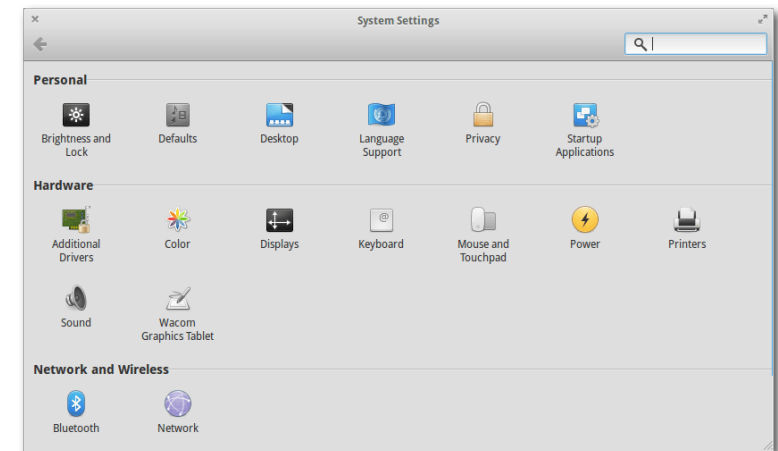 System Settings
Personal
Brightness and Lock
Defaults
Desktop
Language Support
Privacy
Startup Applications
Hardware
Additional Drivers
Color
Displays
Keyboard
Mouse and Touchpad
Power
Printers
Sound
Wacom Graphics Tablet
Network and Wireless
Bluetooth
Network